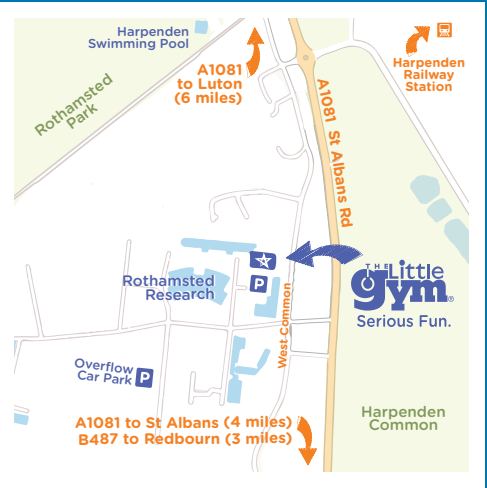 Harpenden
Swimming Pool
A1081
to Luton
(6 miles)
Harpenden
Railway
Station
Rothamsted
Park
A1081 St Albans Rd
THE Little
gym®
Serious Fun.
P
Rothamsted
Research
West Common
Overflow
Car Park P
A1081 to St Albans (4 miles)
B487 to Redbourn (3 miles)
Harpenden
Common